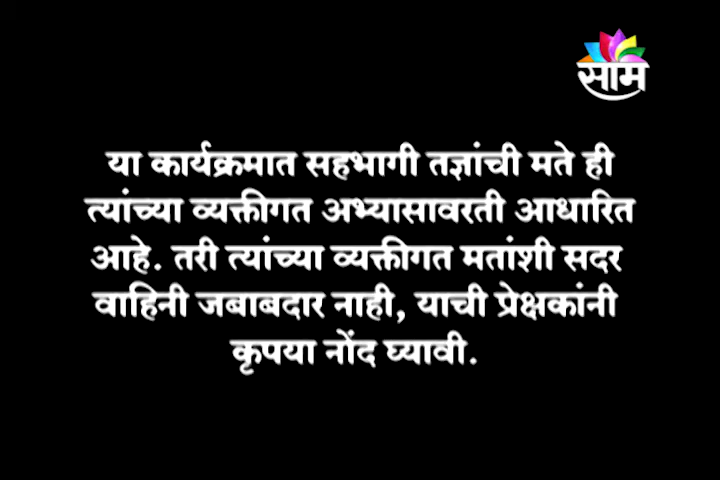 साम
या कार्यक्रमात सहभागी तज्ञांची मते ही
त्यांच्या व्यक्तीगत अभ्यासावरती आधारित
आहे. तरी त्यांच्या व्यक्तीगत मतांशी सदर
वाहिनी जबाबदार नाही, याची प्रेक्षकांनी
कृपया नोंद घ्यावी.